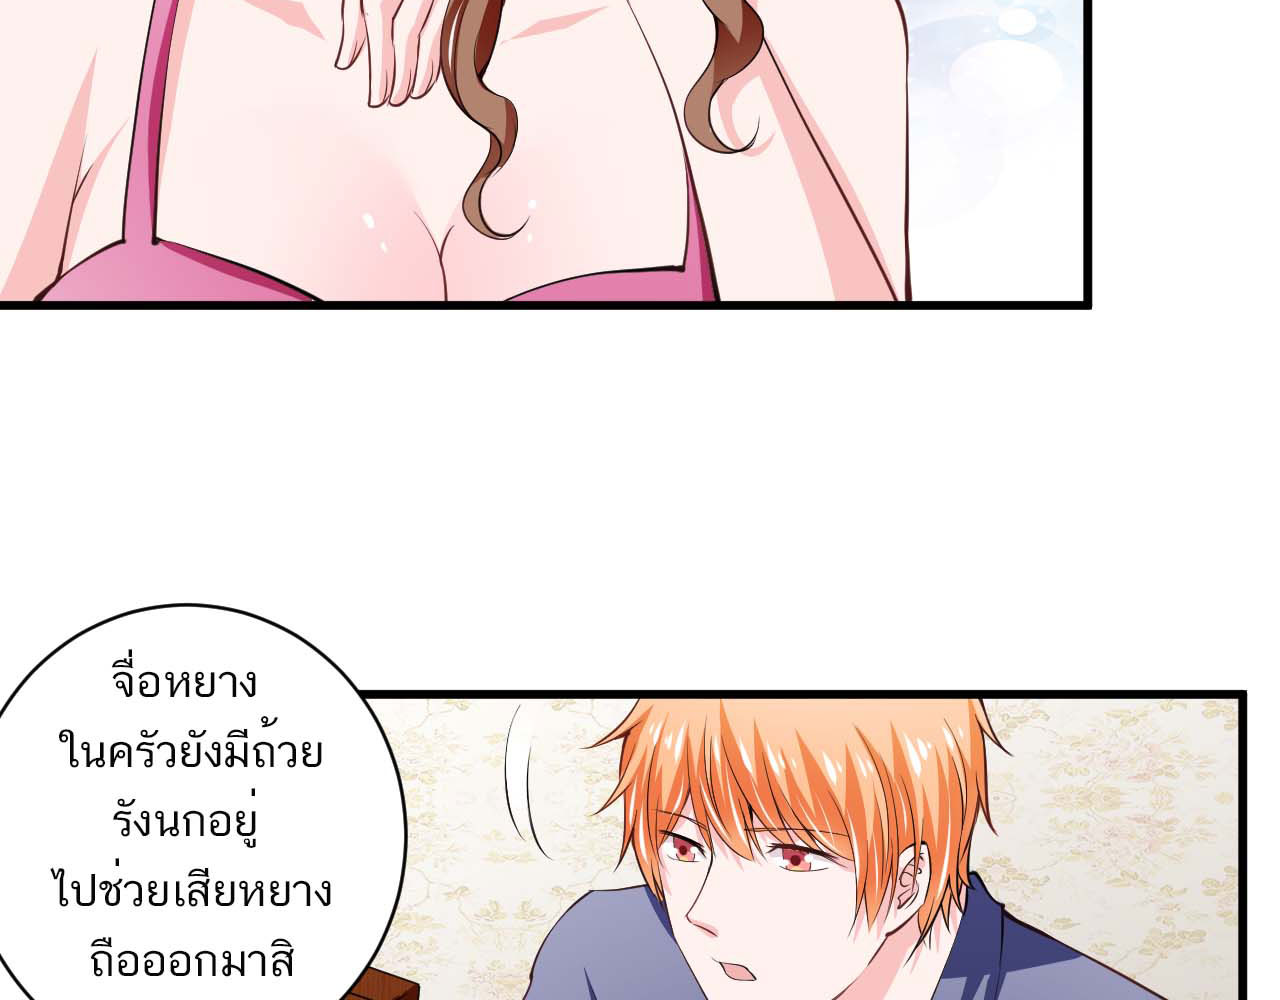 จื่อหยาง
ในครัวยังมีถ้วย
รังนกอยู่
ไปช่วยเสียหยาง
ถือออกมาสิ